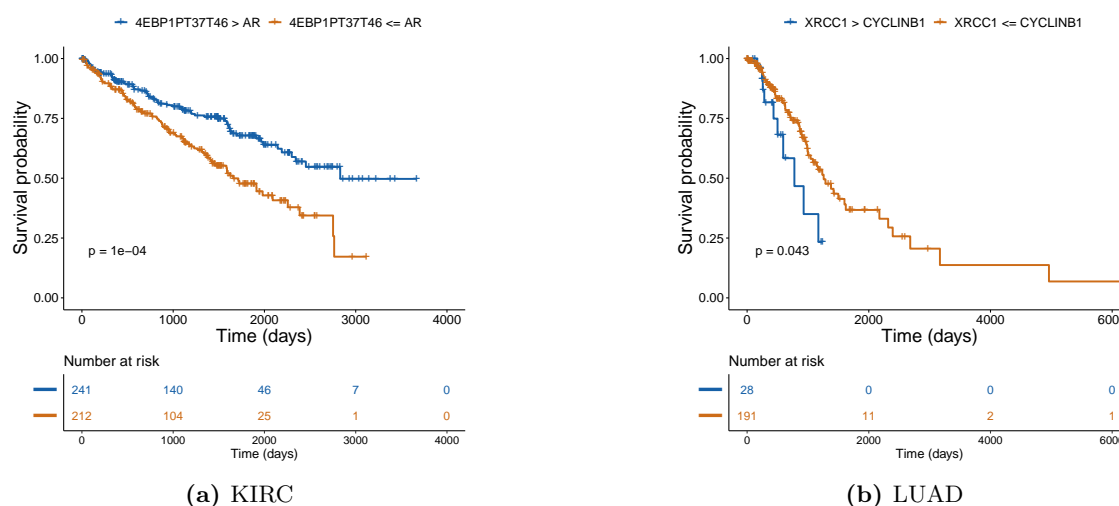 4EBP1PT37T46 > AR 4EBP1PT37T46 <= AR
Survival probability
1.00
0.75
0.50
0.25
0.00
p = 1e−04
0 1000 2000 3000 4000
Time (days)
Number at risk
241 140 46 7 0
212 104 25 1 0
0 1000 2000 3000 4000
Time (days)
(a) KIRC
XRCC1 > CYCLINB1 XRCC1 <= CYCLINB1
Survival probability
1.00
0.75
0.50
0.25
0.00
p = 0.043
0 2000 4000 6000
Time (days)
Number at risk
28 0 0 0
191 11 2 1
0 2000 4000 6000
Time (days)
(b) LUAD